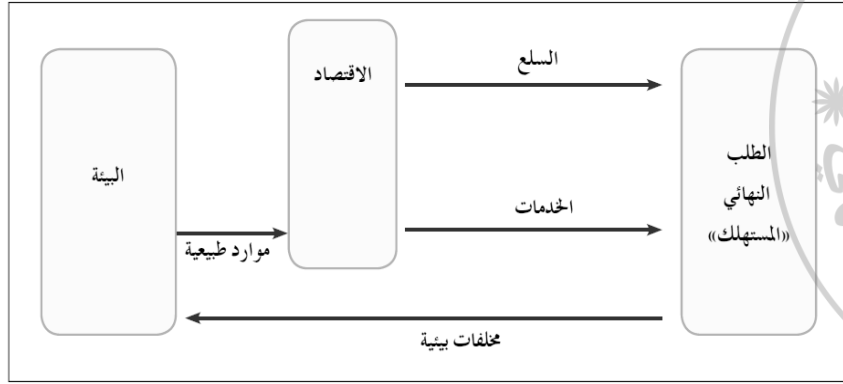 السلع
الاقتصاد
الطلب
النهائي
«المستهلك»
البيئة
الخدمات
موارد طبيعية
مخلفات بيئية